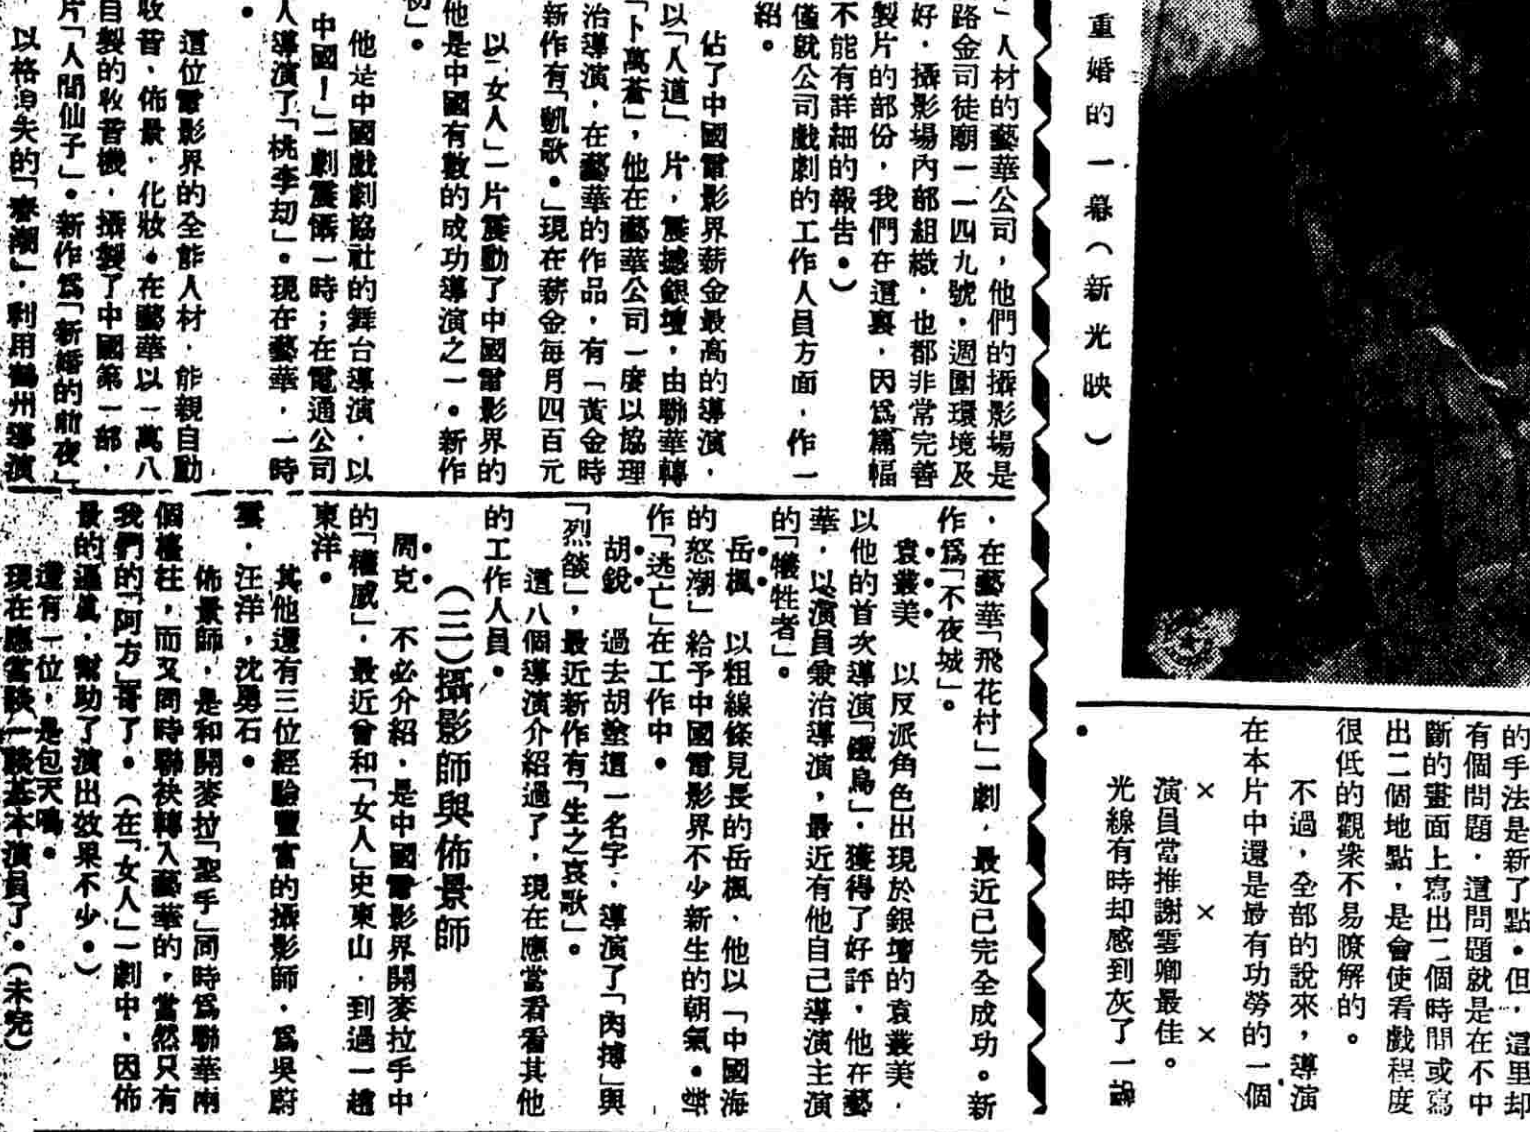 重婚的一幕（新光映）
的手法是新了點。但，這里却
有個問題，這問題就是在不中
斷的畫面上寫出二個時間或寫
出二個地點，是會使看戲程度
很低的觀衆不易瞭解的。
不過，全部的說來，導演
在本片中還是最有功勞的一個
。
× × ×
演員當推謝雲卿最佳。
光線有時却感到灰了一
」人材的藝華公司，他們的攝影場是
路金司徒廟一一四九號，週圍環境及
好，攝影場內部組織，也都非常完善
製片的部份，我們在這裏，因爲篇幅
不能有詳細的報告。）
僅就公司戲劇的工作人員方面，作一
紹。
佔了中國電影界薪金最高的導演，
以「人道」片，震撼銀壇，由聯華轉
「卜萬蒼」，他在藝華公司一度以協理
治導演，在藝華的作品，有「黃金時
新作有「凱歌。」現在薪金每月四百元
以「女人」一片震動了中國電影界的
他是中國有數的成功導演之一。新作
」。
他是中國戲劇協社的舞台導演，以
中國！」一劇震懾一時；在電通公司
人導演了「桃李劫」。現在藝華，一時
。
這位電影界的全能人材，能親自動
收音、佈景、化妝。在藝華以一萬八
自製的收音機，攝製了中國第一部，
片「人間仙子」。新作爲「新婚的前夜」
以格 失的「春潮」，利用鶴州導演
，在藝華「飛花村」一劇，最近已完全成功。新
作爲「不夜城」。
袁叢美　以反派角色出現於銀壇的袁叢美，
以他的首次導演「鐵鳥」，獲得了好評，他在藝
華，以演員兼治導演，最近有他自己導演主演
的「犧牲者」。
岳楓　以粗線條見長的岳楓、他以「中國海
的怒潮」給予中國電影界不少新生的朝氣。
作「逃亡」在工作中。
胡銳　過去胡塗這一名字，導演了「肉搏」與
「烈燄」，最近新作有「生之哀歌」。
這八個導演介紹過了，現在應當看看其他
的工作人員。
（三）攝影師與佈景師
周克　不必介紹，是中國電影界開麥拉手中
的「權威」，最近曾和「女人」史東山，到過一趟
東洋。
其他還有三位經驗豐富的攝影師，爲吳蔚
雲，汪洋，沈勇石。
佈景師，是和開麥拉「聖手」同時爲聯華兩
個樓柱，而又同時聯袂轉入藝華的，當然只有
我們的「阿方」哥了。（在「女人」一劇中，因佈
景的逼真，幫助了演出效果不少。）
還有一位，是包天鳴。
現在應當談一談基本演員了。（未完）